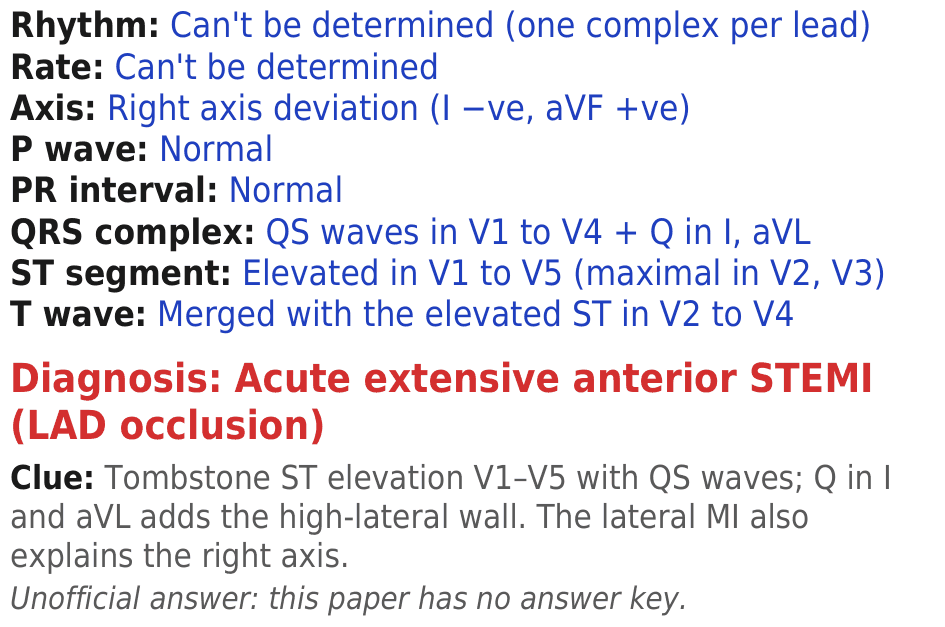 Rhythm: Can't be determined (one complex per lead)
Rate: Can't be determined
Axis: Right axis deviation (I −ve, aVF +ve)
P wave: Normal
PR interval: Normal
QRS complex: QS waves in V1 to V4 + Q in I, aVL
ST segment: Elevated in V1 to V5 (maximal in V2, V3)
T wave: Merged with the elevated ST in V2 to V4
Diagnosis: Acute extensive anterior STEMI
(LAD occlusion)
Clue: Tombstone ST elevation V1–V5 with QS waves; Q in I
and aVL adds the high-lateral wall. The lateral MI also
explains the right axis.
Unofficial answer: this paper has no answer key.